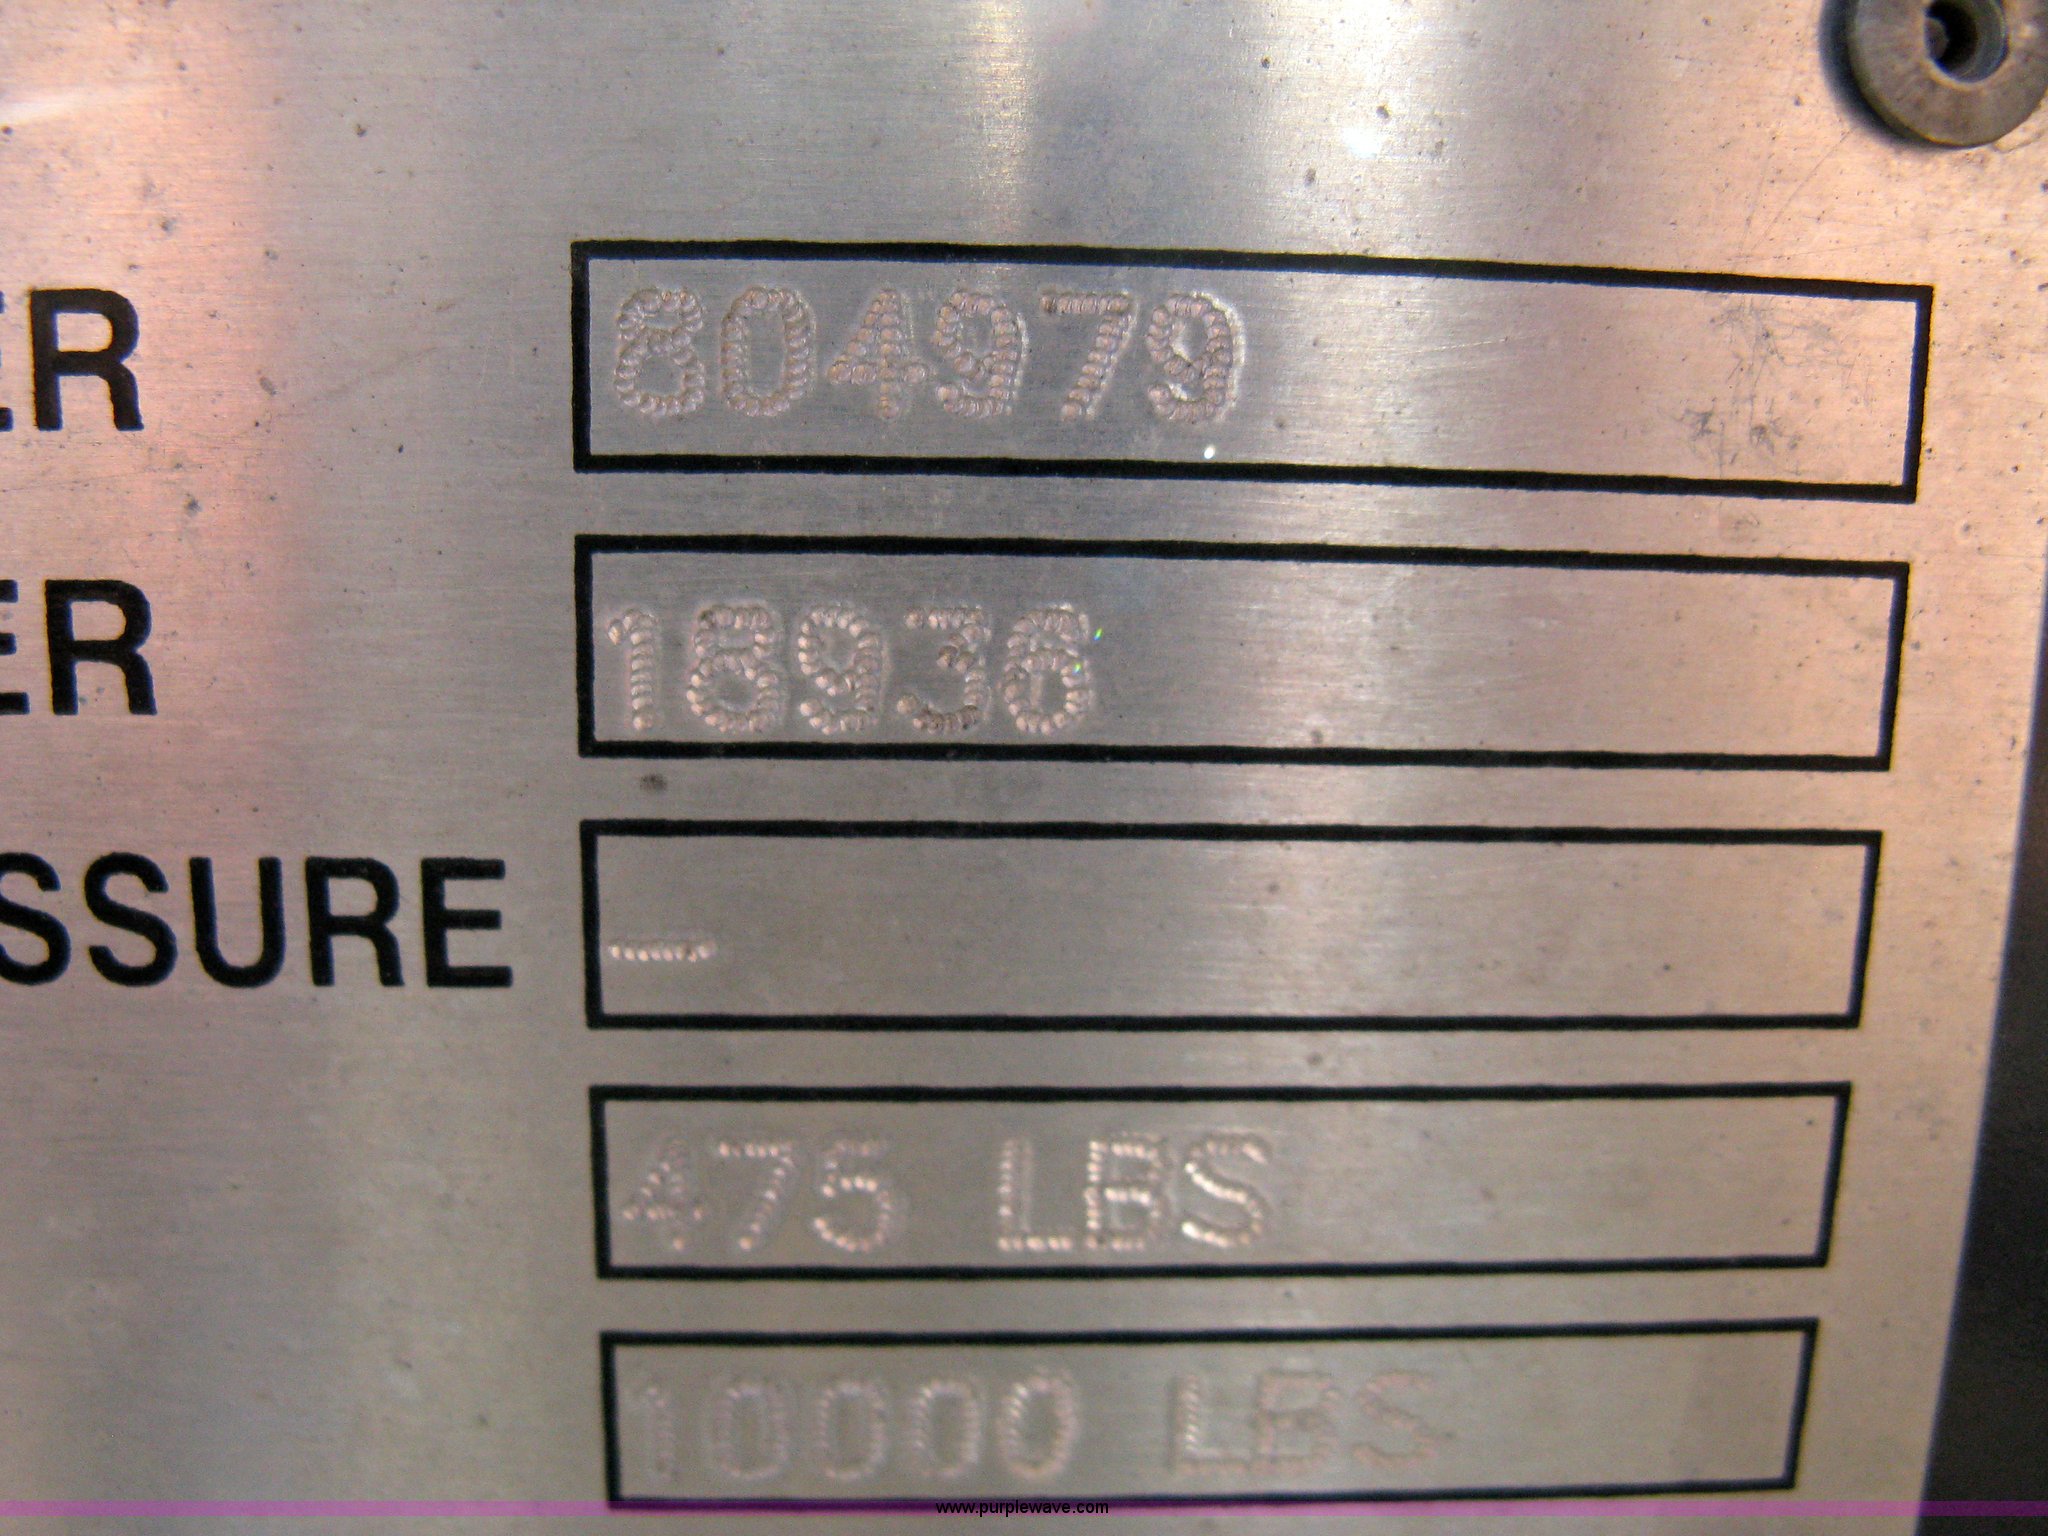 ER 804979
ER 18936
SSURE -
475 LBS
10000 LBS
www.purplewave.com